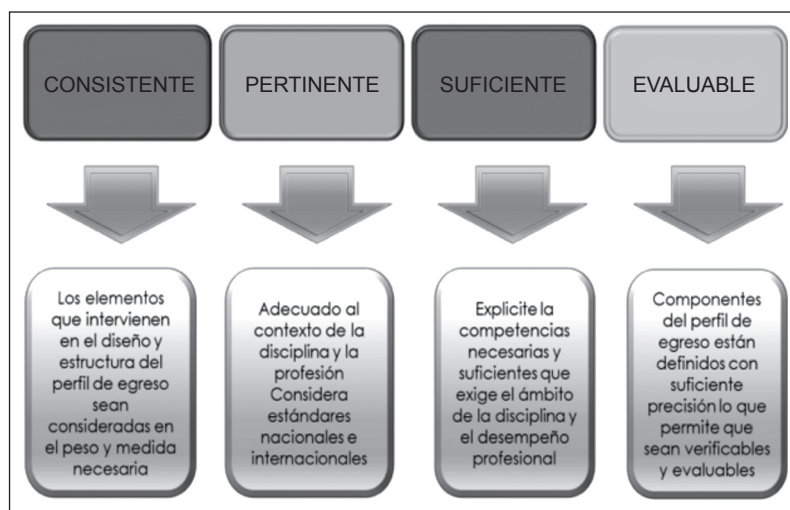 CONSISTENTE
PERTINENTE
SUFICIENTE
EVALUABLE
Los elementos
que intervienen
en el diseño y
estructura del
perfil de egreso
sean
consideradas en
el peso y medida
necesaria
Adecuado al
contexto de la
disciplina y la
profesión
Considera
estándares
nacionales e
internacionales
Explicite la
competencias
necesarias y
suficientes que
exige el ámbito
de la disciplina y
el desempeño
profesional
Componentes
del perfil de
egreso están
definidos con
suficiente
precisión lo que
permite que
sean verificables
y evaluables